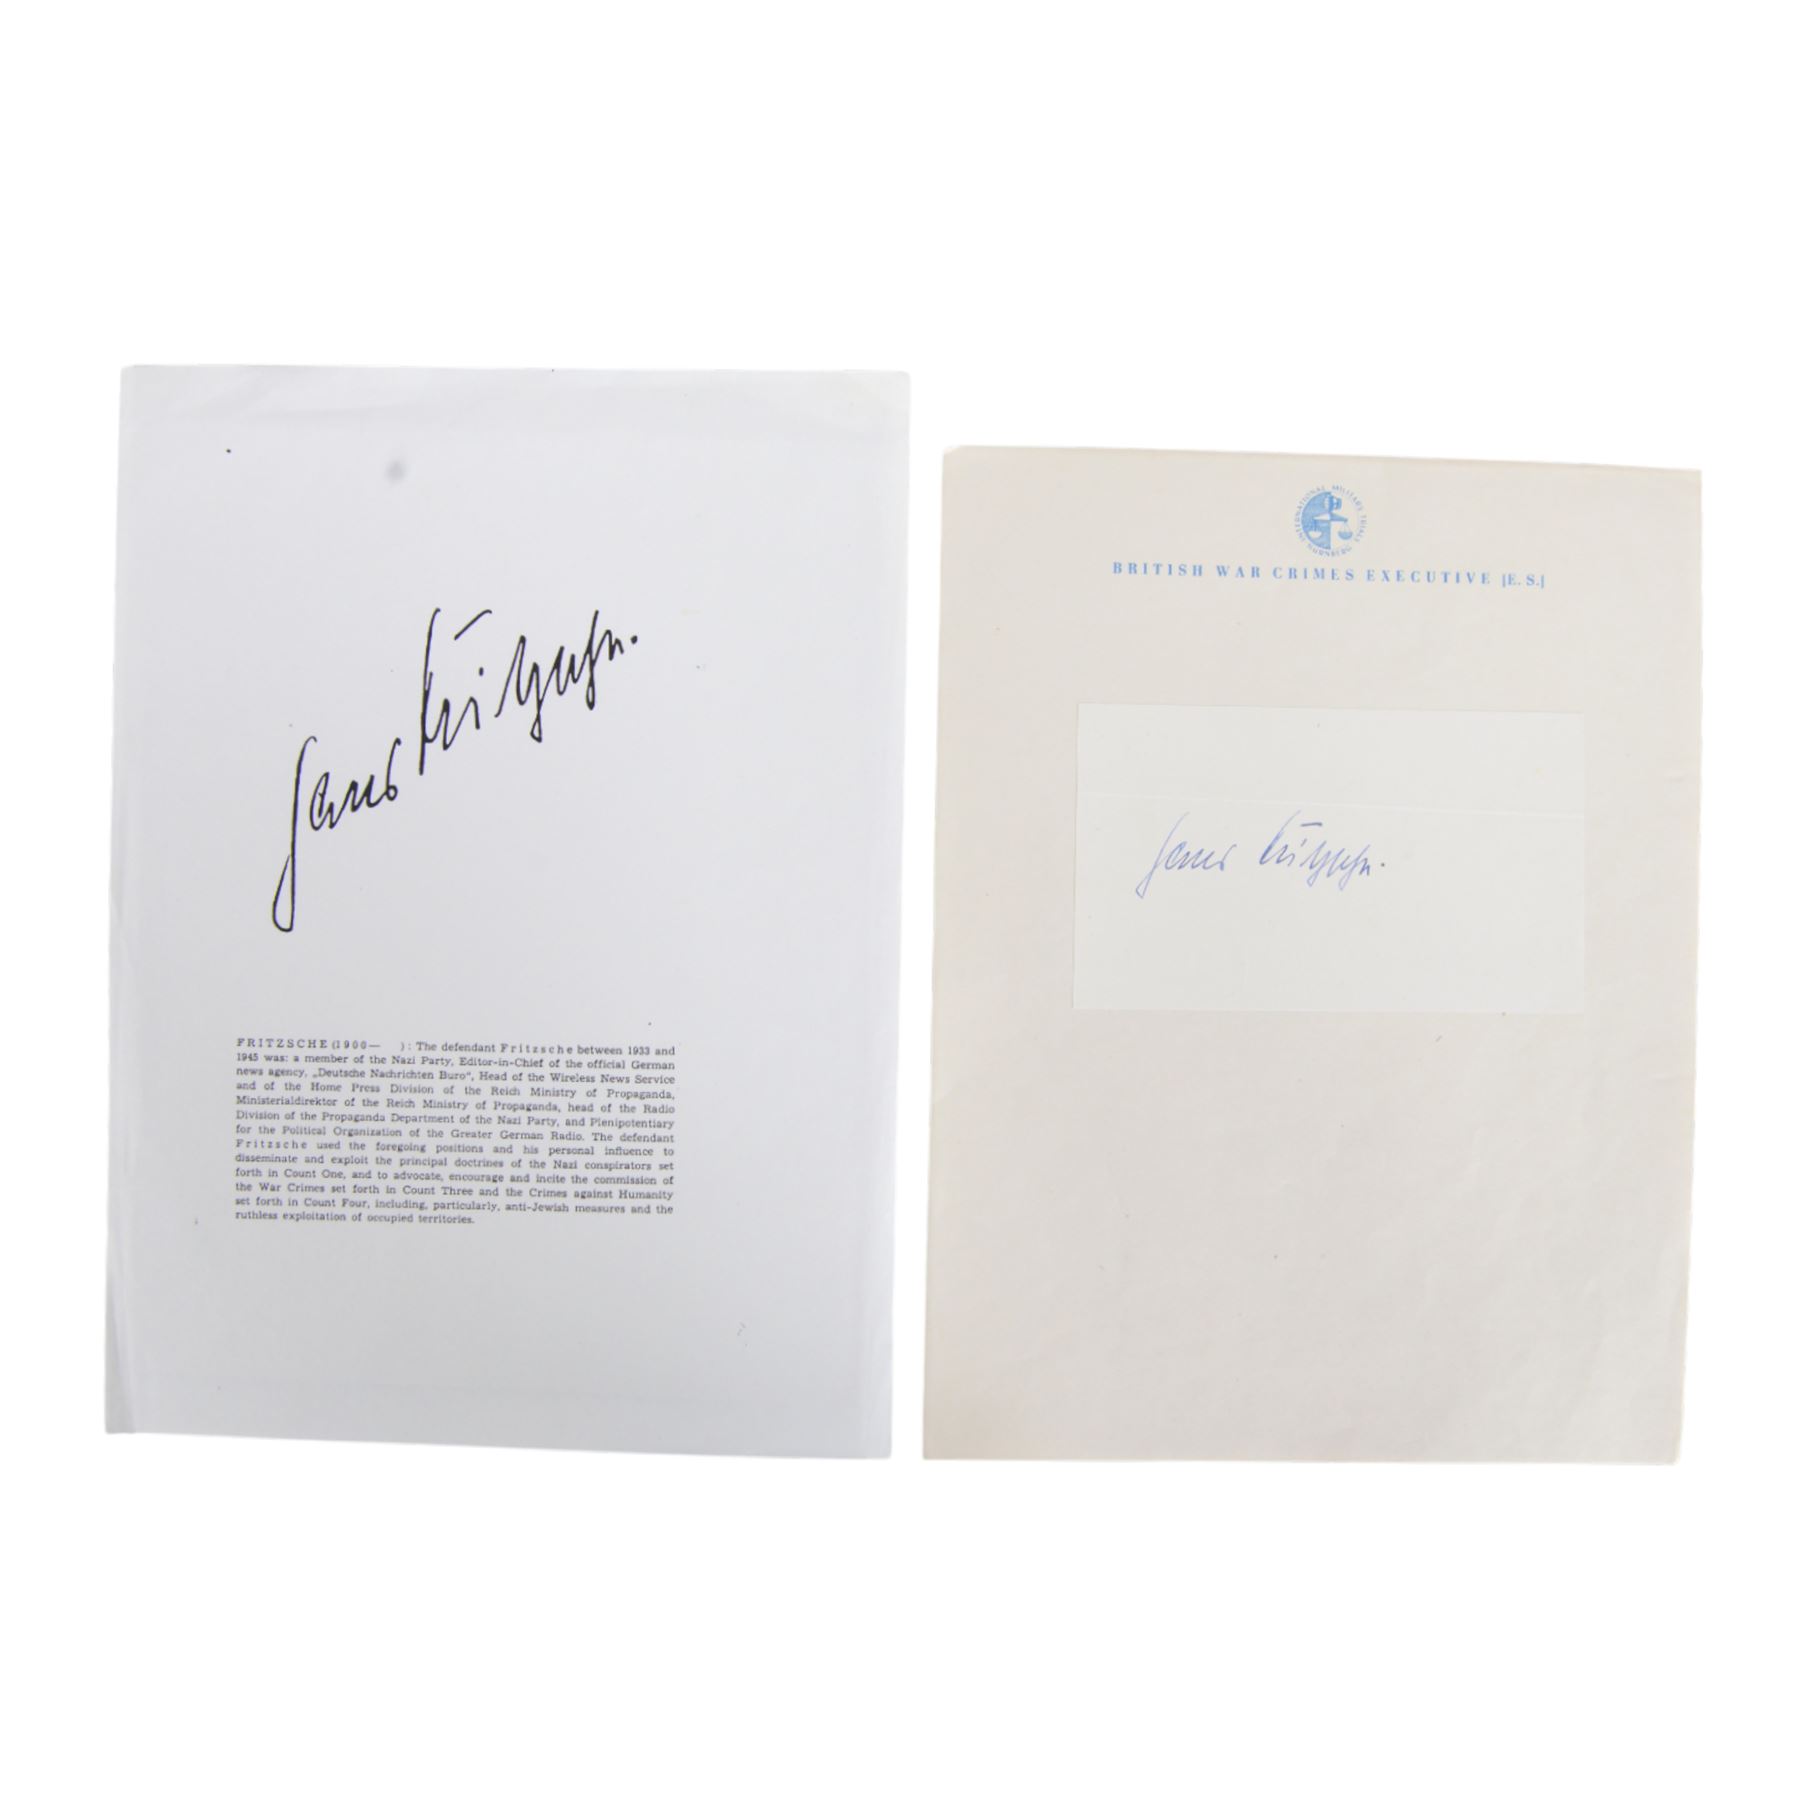 Hans Fritzsche.
FRITZSCHE (1900— ): The defendant Fritzsche between 1933 and
1945 was: a member of the Nazi Party, Editor-in-Chief of the official German
news agency, „Deutsche Nachrichten Buro“, Head of the Wireless News Service
and of the Home Press Division of the Reich Ministry of Propaganda,
Ministerialdirektor of the Reich Ministry of Propaganda, head of the Radio
Division of the Propaganda Department of the Nazi Party, and Plenipotentiary
for the Political Organization of the Greater German Radio. The defendant
Fritzsche used the foregoing positions and his personal influence to
disseminate and exploit the principal doctrines of the Nazi conspirators set
forth in Count One, and to advocate, encourage and incite the commission of
the War Crimes set forth in Count Three and the Crimes against Humanity
set forth in Count Four, including, particularly, anti-Jewish measures and the
ruthless exploitation of occupied territories.
INTERNATIONAL MILITARY TRIALS
NURNBERG
BRITISH WAR CRIMES EXECUTIVE [E. S.]
Hans Fritzsche.